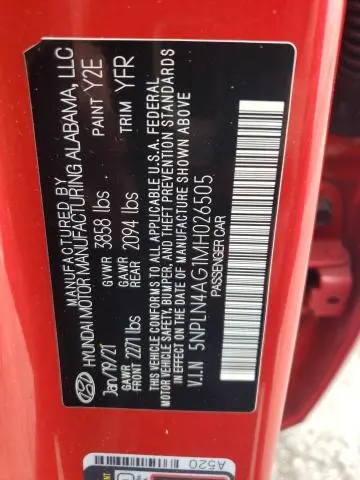 MANUFACTURED BY
HYUNDAI MOTOR MANUFACTURING ALABAMA, LLC
Jan/19/21 GVWR 3858 lbs PAINT Y2E
GAWR FRONT 2271 lbs GAWR REAR 2094 lbs TRIM YFR
THIS VEHICLE CONFORMS TO ALL APPLICABLE U.S.A. FEDERAL
MOTOR VEHICLE SAFETY, BUMPER, AND THEFT PREVENTION STANDARDS
IN EFFECT ON THE DATE OF MANUFACTURE SHOWN ABOVE.
V.I.N 5NPLN4AG1MH026505
PASSENGER CAR
A520